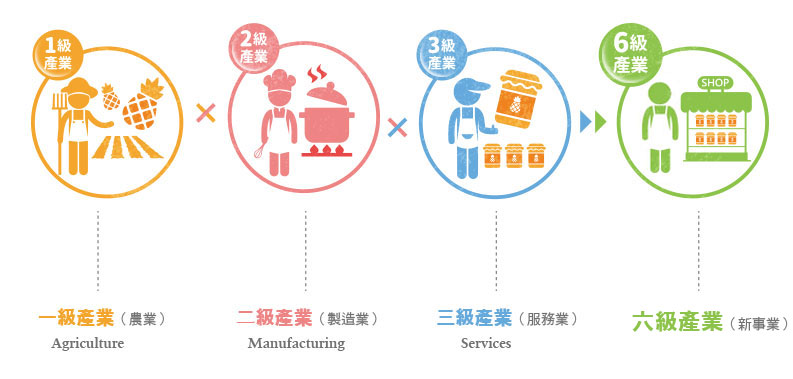 1級
產業
2級
產業
3級
產業
6級
產業
SHOP
一級產業（農業）
Agriculture
二級產業（製造業）
Manufacturing
三級產業（服務業）
Services
六級產業（新事業）